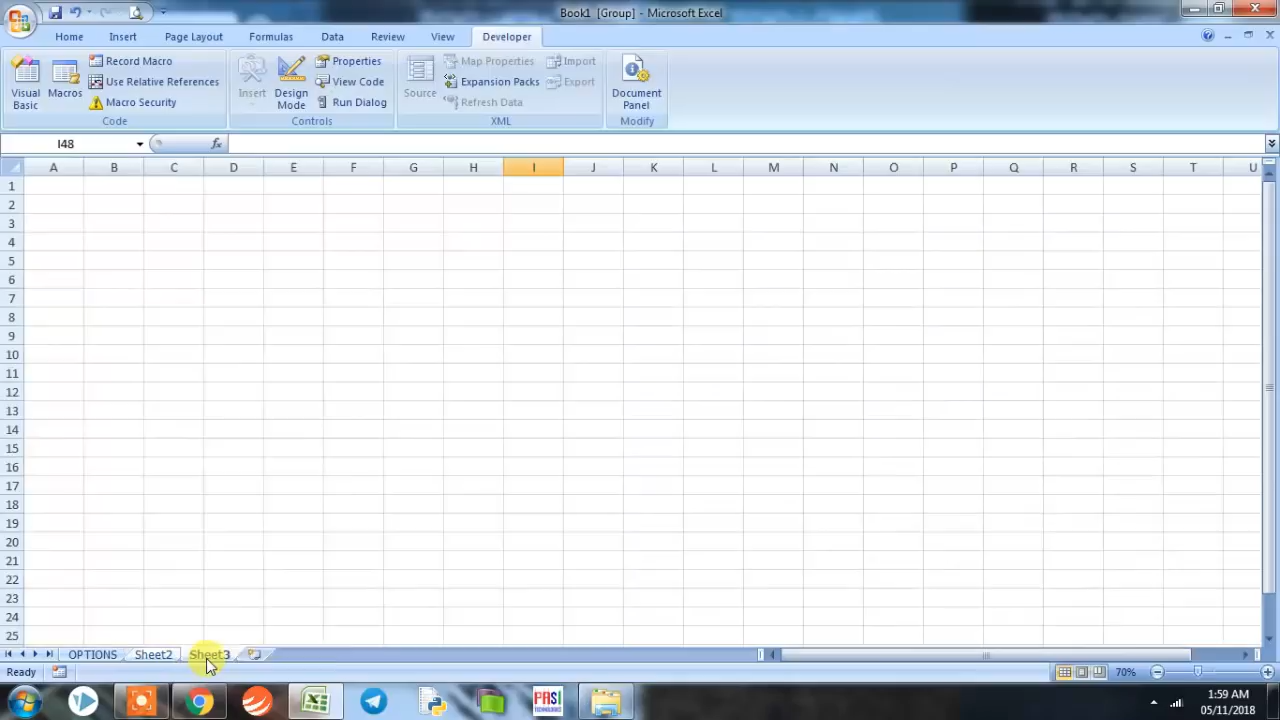 Book1 [Group] - Microsoft Excel
Home Insert Page Layout Formulas Data Review View Developer
Visual Basic
Macros
Record Macro
Use Relative References
Macro Security
Code
Insert
Design Mode
Properties
View Code
Run Dialog
Controls
Source
Map Properties
Expansion Packs
Refresh Data
Import
Export
XML
Document Panel
Modify
I48
fx
A B C D E F G H I J K L M N O P Q R S T U
1
2
3
4
5
6
7
8
9
10
11
12
13
14
15
16
17
18
19
20
21
22
23
24
25
OPTIONS Sheet2 Sheet3
Ready 70%
PASI
1:59 AM
05/11/2018